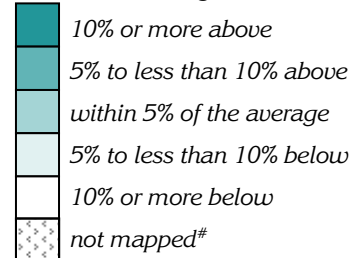 10% or more above
5% to less than 10% above
within 5% of the average
5% to less than 10% below
10% or more below
not mapped#